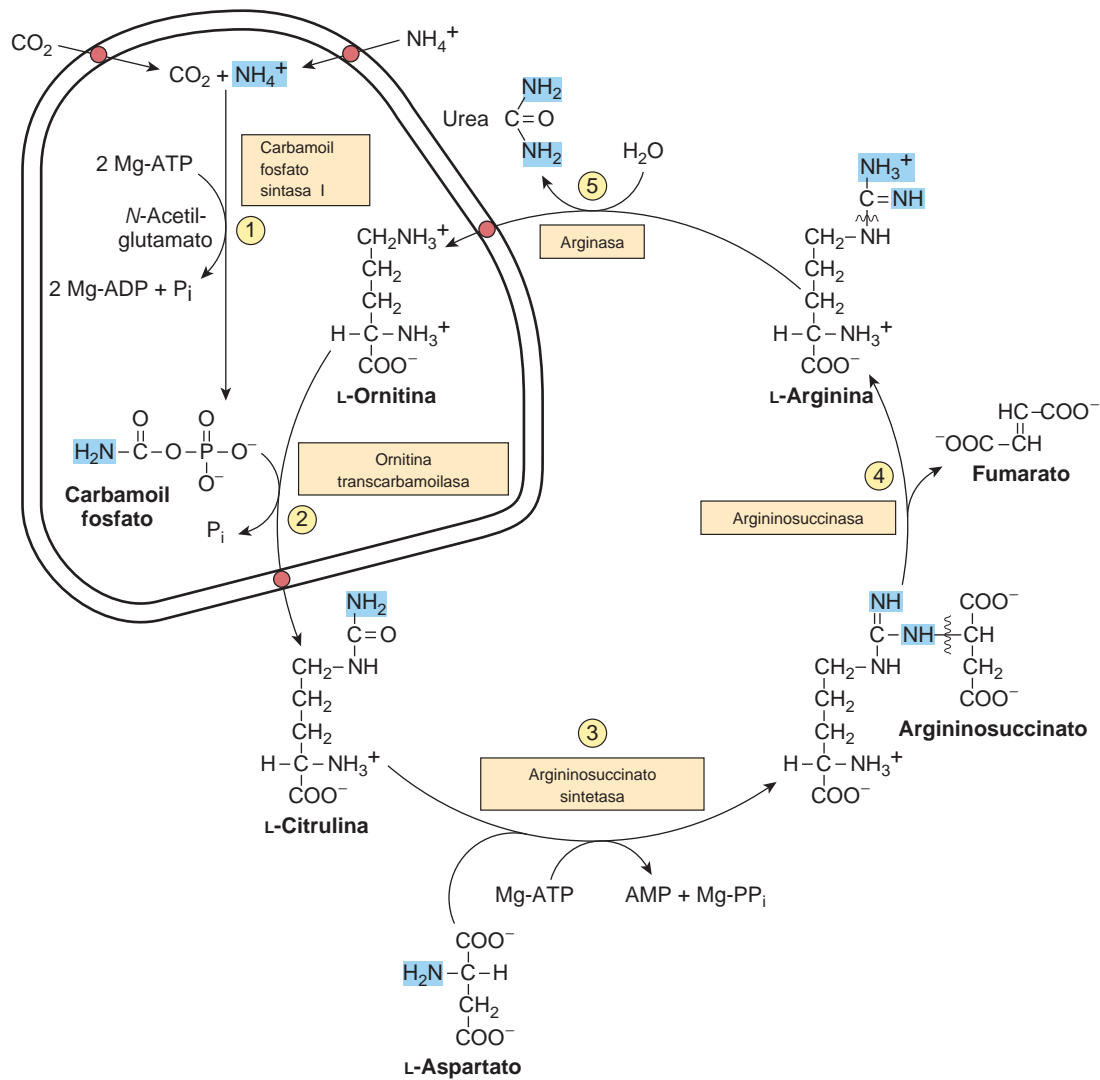 CO₂
NH₄⁺
CO₂ + NH₄⁺
2 Mg-ATP
Carbamoil
fosfato
sintasa I
N-Acetil-
glutamato
1
2 Mg-ADP + Pᵢ
Urea
NH₂
C=O
NH₂
H₂O
5
Arginasa
NH₃⁺
C=NH
CH₂–NH
CH₂
CH₂
H–C–NH₃⁺
COO⁻
L-Arginina
CH₂NH₃⁺
CH₂
CH₂
H–C–NH₃⁺
COO⁻
L-Ornitina
O O
H₂N–C–O–P–O⁻
O⁻
Carbamoil
fosfato
Pᵢ
Ornitina
transcarbamoilasa
2
HC–COO⁻
⁻OOC–CH
Fumarato
4
Argininosuccinasa
NH₂
C=O
CH₂–NH
CH₂
CH₂
H–C–NH₃⁺
COO⁻
L-Citrulina
NH COO⁻
C–NH–CH
CH₂–NH CH₂
CH₂ COO⁻
CH₂
H–C–NH₃⁺
COO⁻
Argininosuccinato
3
Argininosuccinato
sintetasa
Mg-ATP
AMP + Mg-PPᵢ
COO⁻
H₂N–C–H
CH₂
COO⁻
L-Aspartato